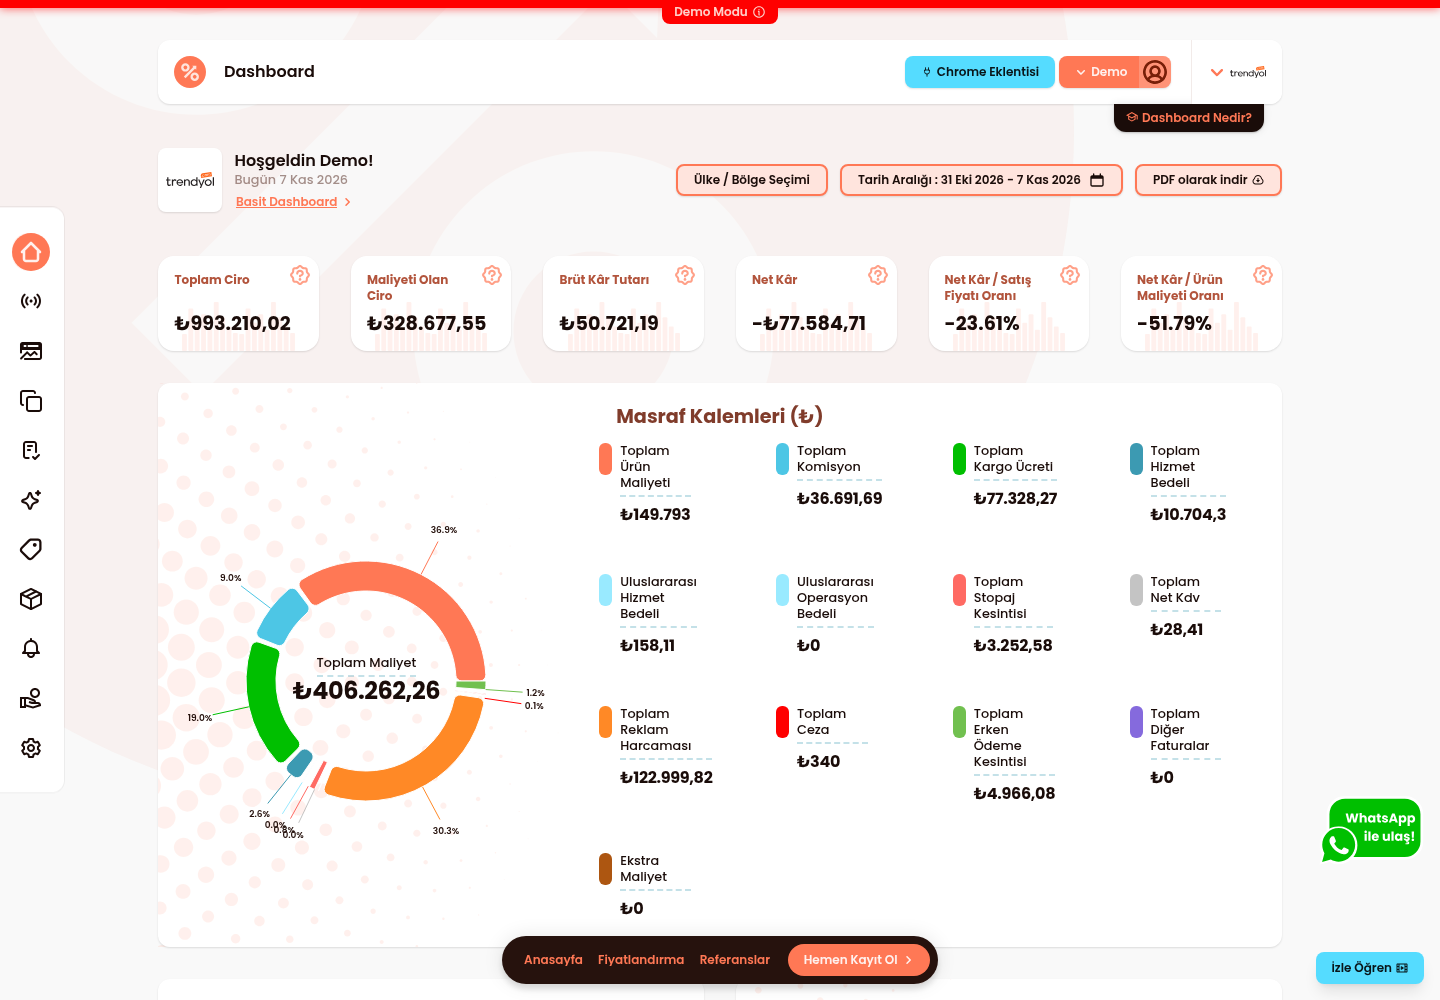 Demo Modu
Dashboard
Chrome Eklentisi
Demo
trendyol
Dashboard Nedir?
trendyol
Hoşgeldin Demo!
Bugün 7 Kas 2026
Basit Dashboard
Ülke / Bölge Seçimi
Tarih Aralığı : 31 Eki 2026 - 7 Kas 2026
PDF olarak indir
Toplam Ciro
₺993.210,02
Maliyeti Olan
Ciro
₺328.677,55
Brüt Kâr Tutarı
₺50.721,19
Net Kâr
-₺77.584,71
Net Kâr / Satış
Fiyatı Oranı
-23.61%
Net Kâr / Ürün
Maliyeti Oranı
-51.79%
Masraf Kalemleri (₺)
36.9%
9.0%
19.0%
2.6%
0.0%
0.8%
0.0%
30.3%
1.2%
0.1%
Toplam Maliyet
₺406.262,26
Toplam
Ürün
Maliyeti
₺149.793
Toplam
Komisyon
₺36.691,69
Toplam
Kargo Ücreti
₺77.328,27
Toplam
Hizmet
Bedeli
₺10.704,3
Uluslararası
Hizmet
Bedeli
₺158,11
Uluslararası
Operasyon
Bedeli
₺0
Toplam
Stopaj
Kesintisi
₺3.252,58
Toplam
Net Kdv
₺28,41
Toplam
Reklam
Harcaması
₺122.999,82
Toplam
Ceza
₺340
Toplam
Erken
Ödeme
Kesintisi
₺4.966,08
Toplam
Diğer
Faturalar
₺0
Ekstra
Maliyet
₺0
WhatsApp
ile ulaş!
Anasayfa
Fiyatlandırma
Referanslar
Hemen Kayıt Ol
İzle Öğren